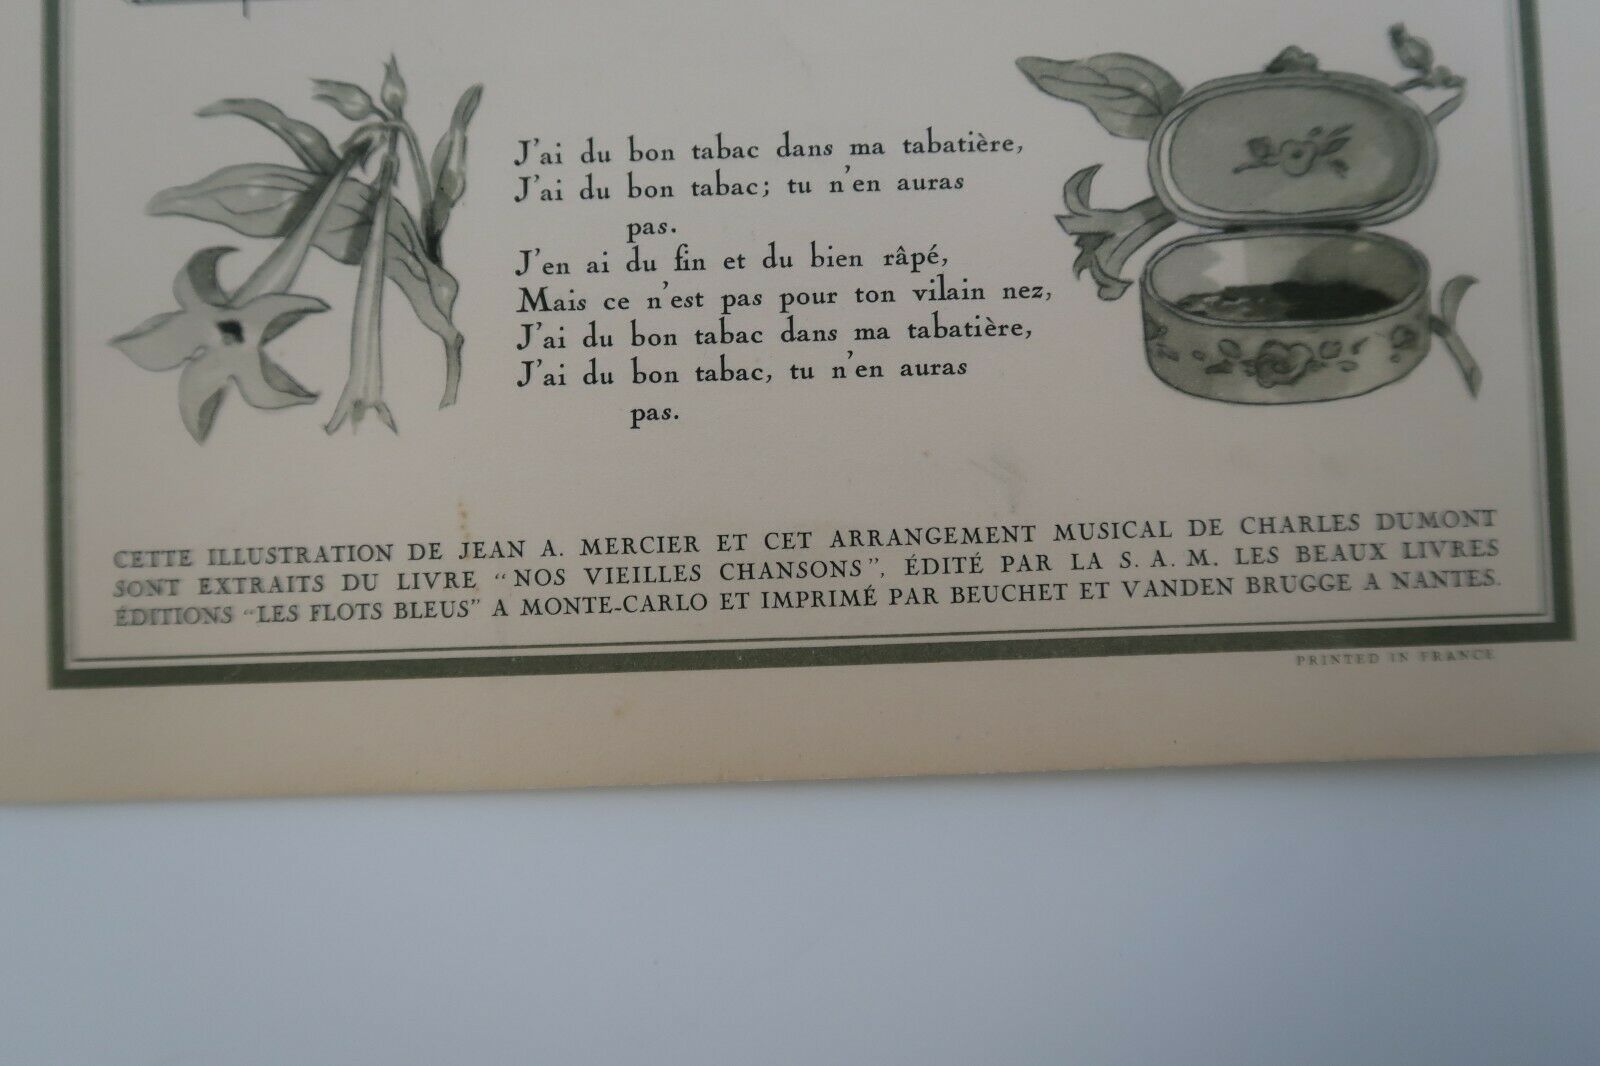 J'ai du bon tabac dans ma tabatière,
J'ai du bon tabac; tu n'en auras
pas.
J'en ai du fin et du bien râpé,
Mais ce n'est pas pour ton vilain nez,
J'ai du bon tabac dans ma tabatière,
J'ai du bon tabac, tu n'en auras
pas.
CETTE ILLUSTRATION DE JEAN A. MERCIER ET CET ARRANGEMENT MUSICAL DE CHARLES DUMONT
SONT EXTRAITS DU LIVRE "NOS VIEILLES CHANSONS", ÉDITÉ PAR LA S. A. M. LES BEAUX LIVRES
ÉDITIONS "LES FLOTS BLEUS" A MONTE-CARLO ET IMPRIMÉ PAR BEUCHET ET VANDEN BRUGGE A NANTES.
PRINTED IN FRANCE